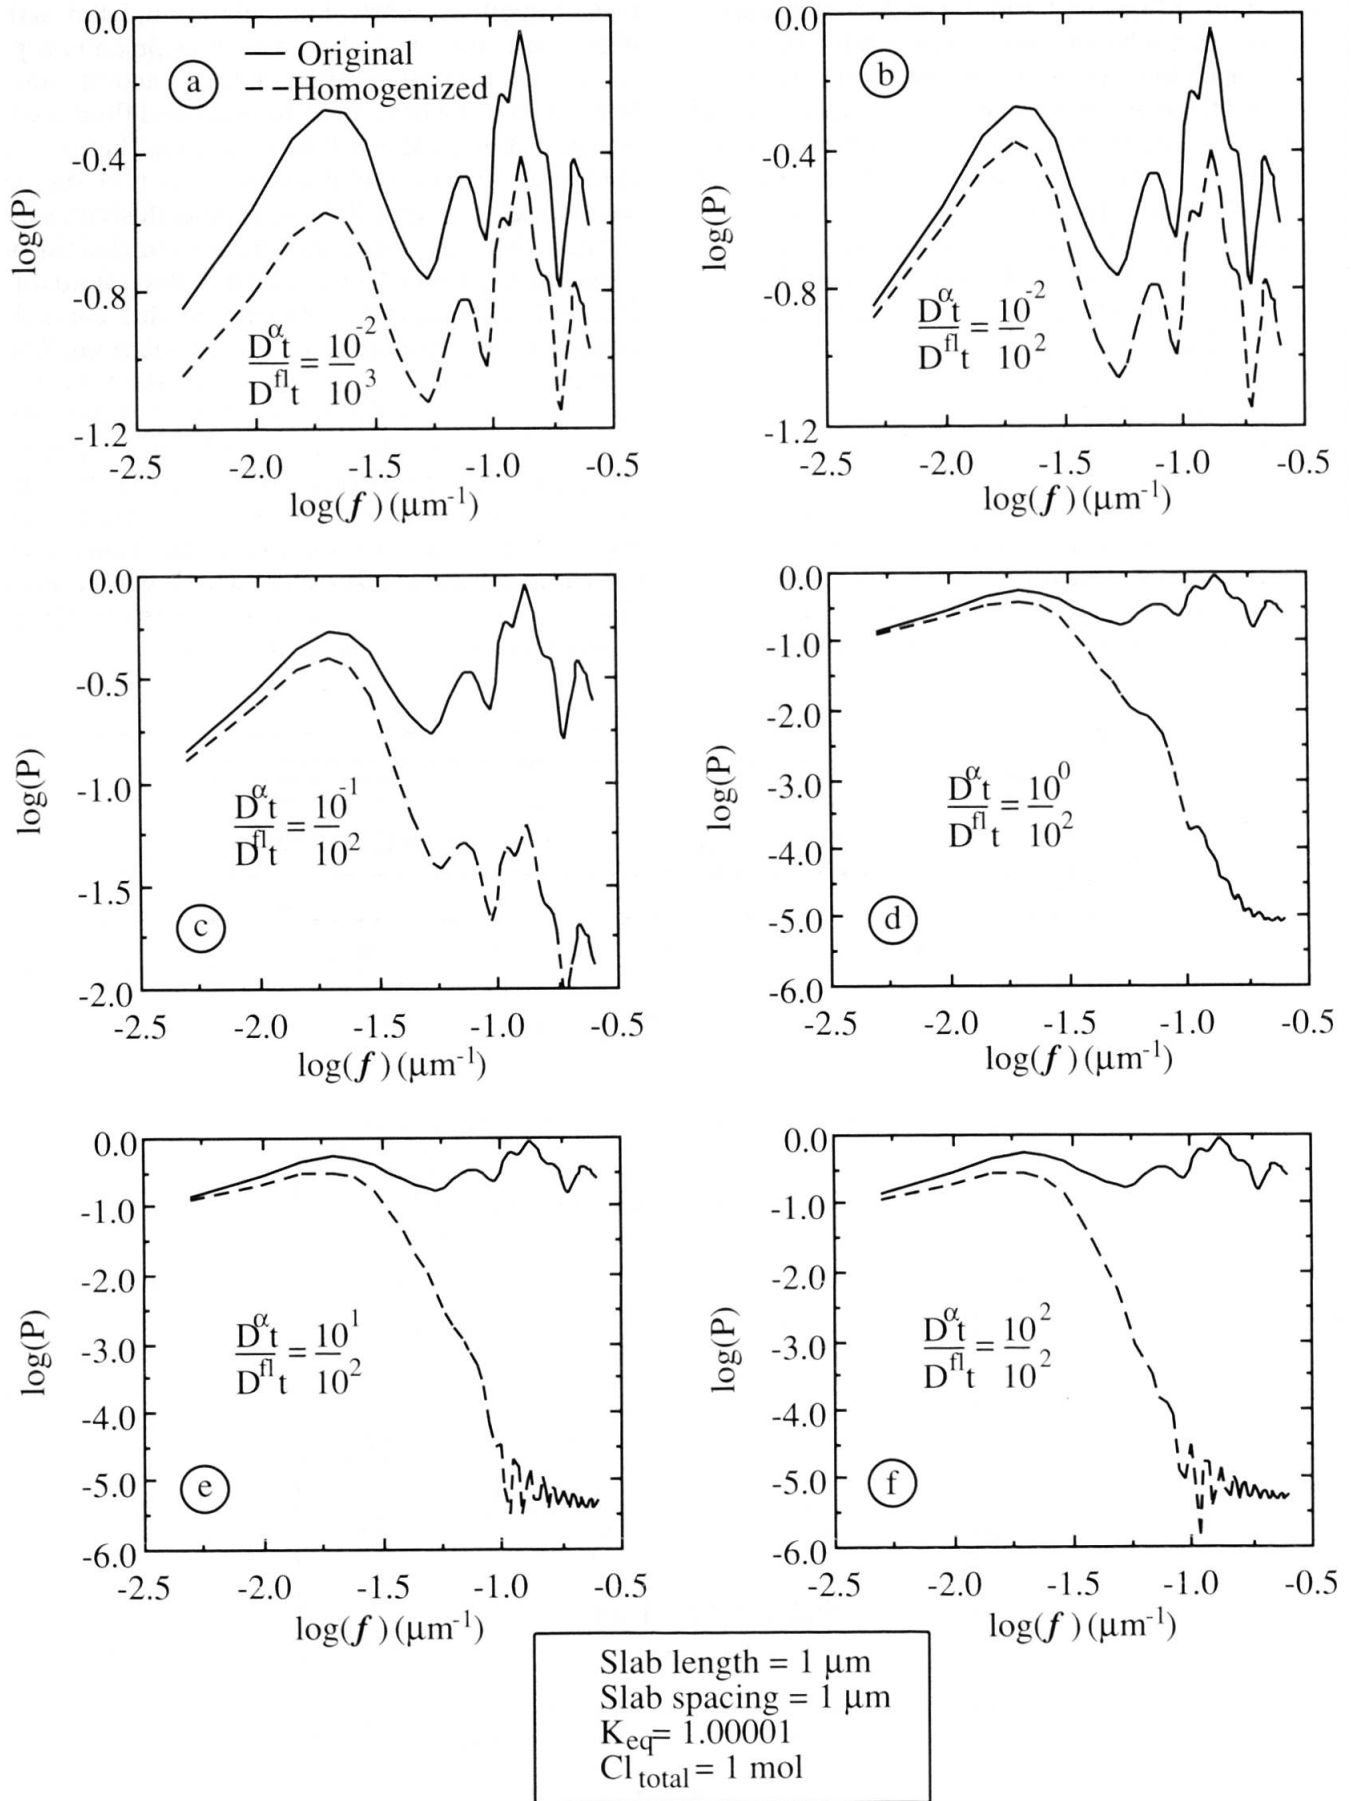 a
— Original
-- Homogenized
log(P)
0.0
-0.4
-0.8
-1.2
D^α t / D^fl t = 10^-2 / 10^3
-2.5 -2.0 -1.5 -1.0 -0.5
log(f) (μm^-1)
b
log(P)
0.0
-0.4
-0.8
-1.2
D^α t / D^fl t = 10^-2 / 10^2
-2.5 -2.0 -1.5 -1.0 -0.5
log(f) (μm^-1)
c
log(P)
0.0
-0.5
-1.0
-1.5
-2.0
D^α t / D^fl t = 10^-1 / 10^2
-2.5 -2.0 -1.5 -1.0 -0.5
log(f) (μm^-1)
d
log(P)
0.0
-1.0
-2.0
-3.0
-4.0
-5.0
-6.0
D^α t / D^fl t = 10^0 / 10^2
-2.5 -2.0 -1.5 -1.0 -0.5
log(f) (μm^-1)
e
log(P)
0.0
-1.0
-2.0
-3.0
-4.0
-5.0
-6.0
D^α t / D^fl t = 10^1 / 10^2
-2.5 -2.0 -1.5 -1.0 -0.5
log(f) (μm^-1)
f
log(P)
0.0
-1.0
-2.0
-3.0
-4.0
-5.0
-6.0
D^α t / D^fl t = 10^2 / 10^2
-2.5 -2.0 -1.5 -1.0 -0.5
log(f) (μm^-1)
Slab length = 1 μm
Slab spacing = 1 μm
K_eq = 1.00001
Cl_total = 1 mol